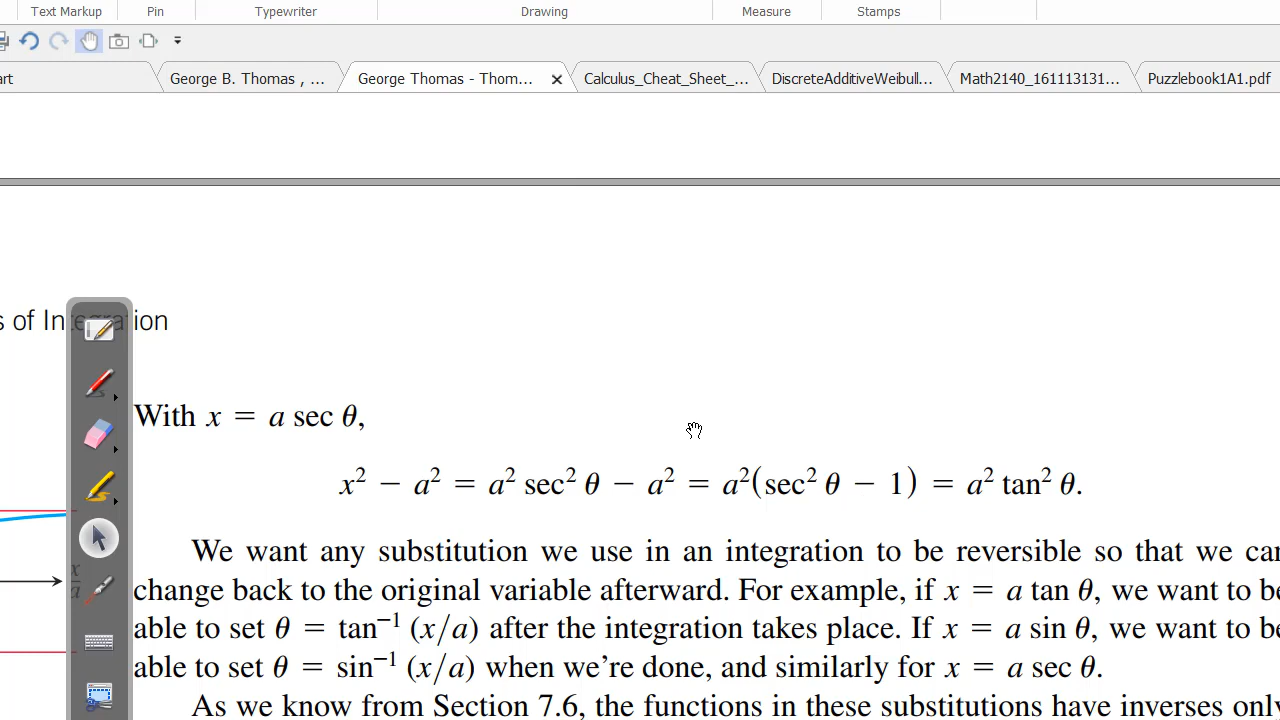 Text Markup Pin Typewriter Drawing Measure Stamps
art George B. Thomas , ... George Thomas - Thom... Calculus_Cheat_Sheet_... DiscreteAdditiveWeibull... Math2140_161113131... Puzzlebook1A1.pdf
s of Integration
With x = a sec θ,
x² − a² = a² sec² θ − a² = a²(sec² θ − 1) = a² tan² θ.
We want any substitution we use in an integration to be reversible so that we can
change back to the original variable afterward. For example, if x = a tan θ, we want to be
x/a
able to set θ = tan⁻¹ (x/a) after the integration takes place. If x = a sin θ, we want to be
able to set θ = sin⁻¹ (x/a) when we're done, and similarly for x = a sec θ.
As we know from Section 7.6, the functions in these substitutions have inverses only